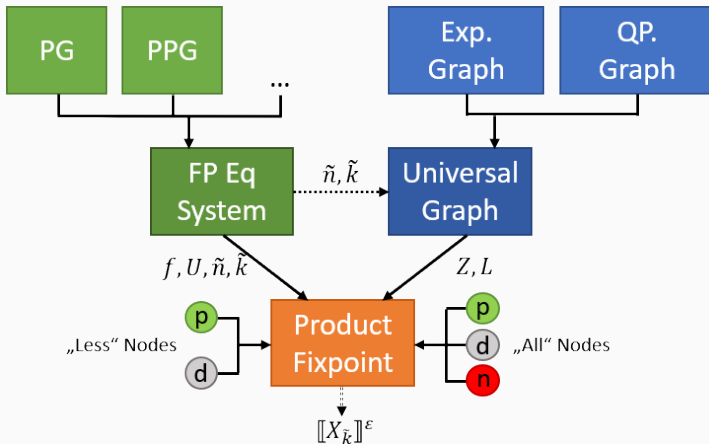 PG
PPG
...
Exp.
Graph
QP.
Graph
FP Eq
System
ñ, k̃
Universal
Graph
f, U, ñ, k̃
Z, L
p
d
„Less“ Nodes
Product
Fixpoint
p
d
n
„All“ Nodes
⟦X_k̃⟧^ε